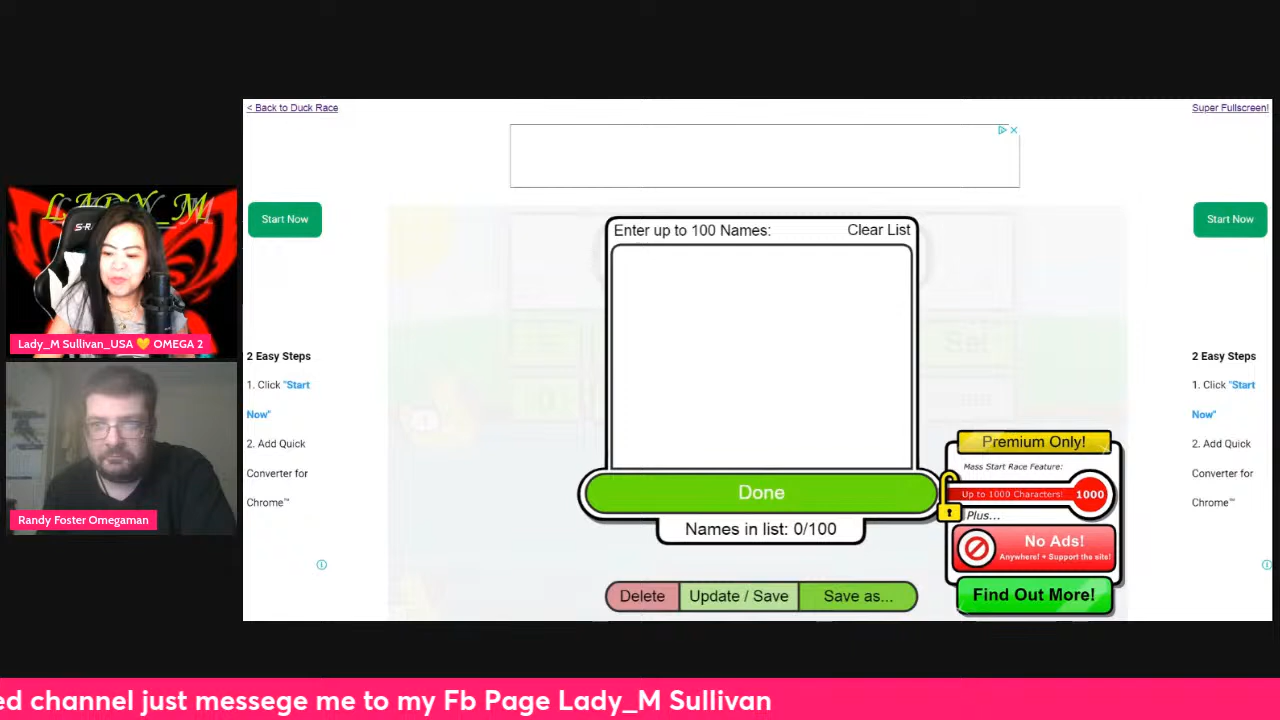 < Back to Duck Race
Super Fullscreen!
LADY_M
S-R
Lady_M Sullivan_USA 💛 OMEGA 2
Randy Foster Omegaman
Start Now
2 Easy Steps
1. Click "Start
Now"
2. Add Quick
Converter for
Chrome™
Enter up to 100 Names:
Clear List
Done
Names in list: 0/100
Delete
Update / Save
Save as...
Premium Only!
Mass Start Race Feature:
Up to 1000 Characters!
1000
Plus...
No Ads!
Anywhere! + Support the site!
Find Out More!
Start Now
2 Easy Steps
1. Click "Start
Now"
2. Add Quick
Converter for
Chrome™
ed channel just messege me to my Fb Page Lady_M Sullivan